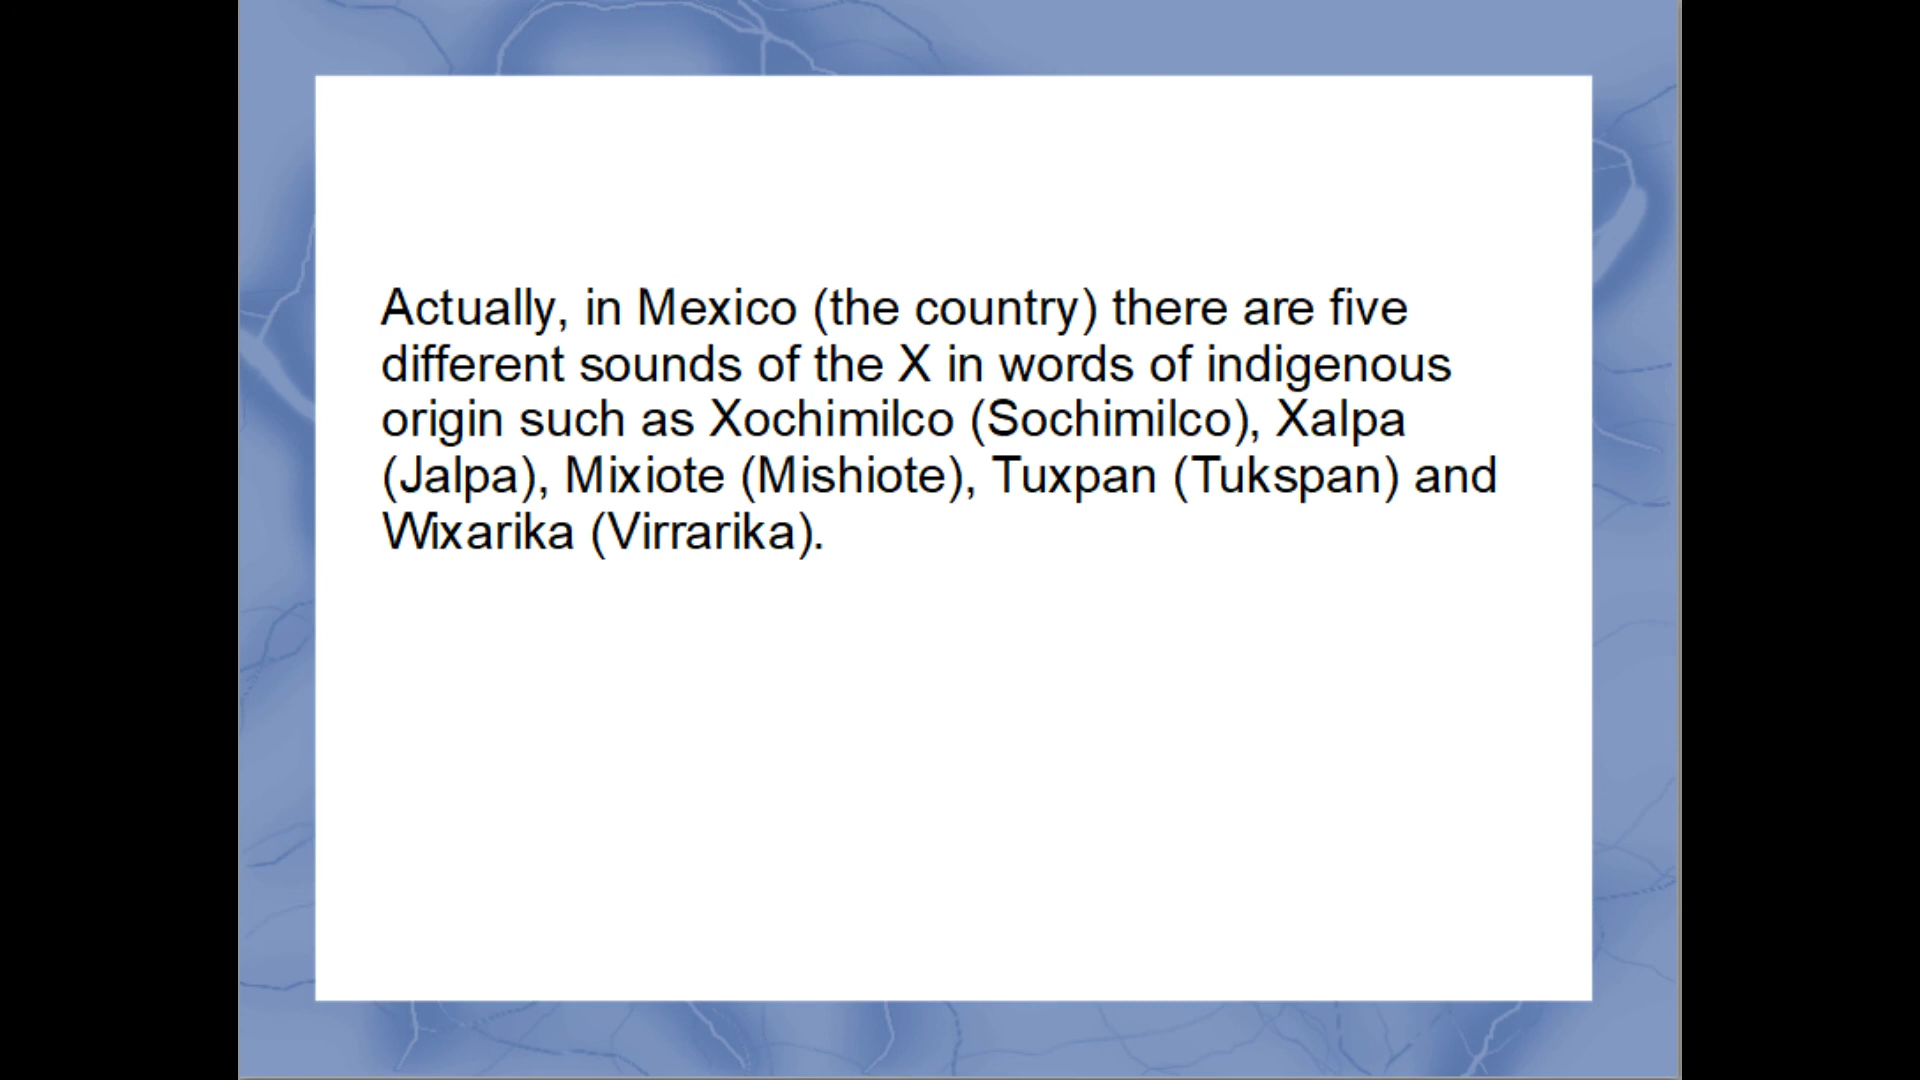 Actually, in Mexico (the country) there are five
different sounds of the X in words of indigenous
origin such as Xochimilco (Sochimilco), Xalpa
(Jalpa), Mixiote (Mishiote), Tuxpan (Tukspan) and
Wixarika (Virrarika).